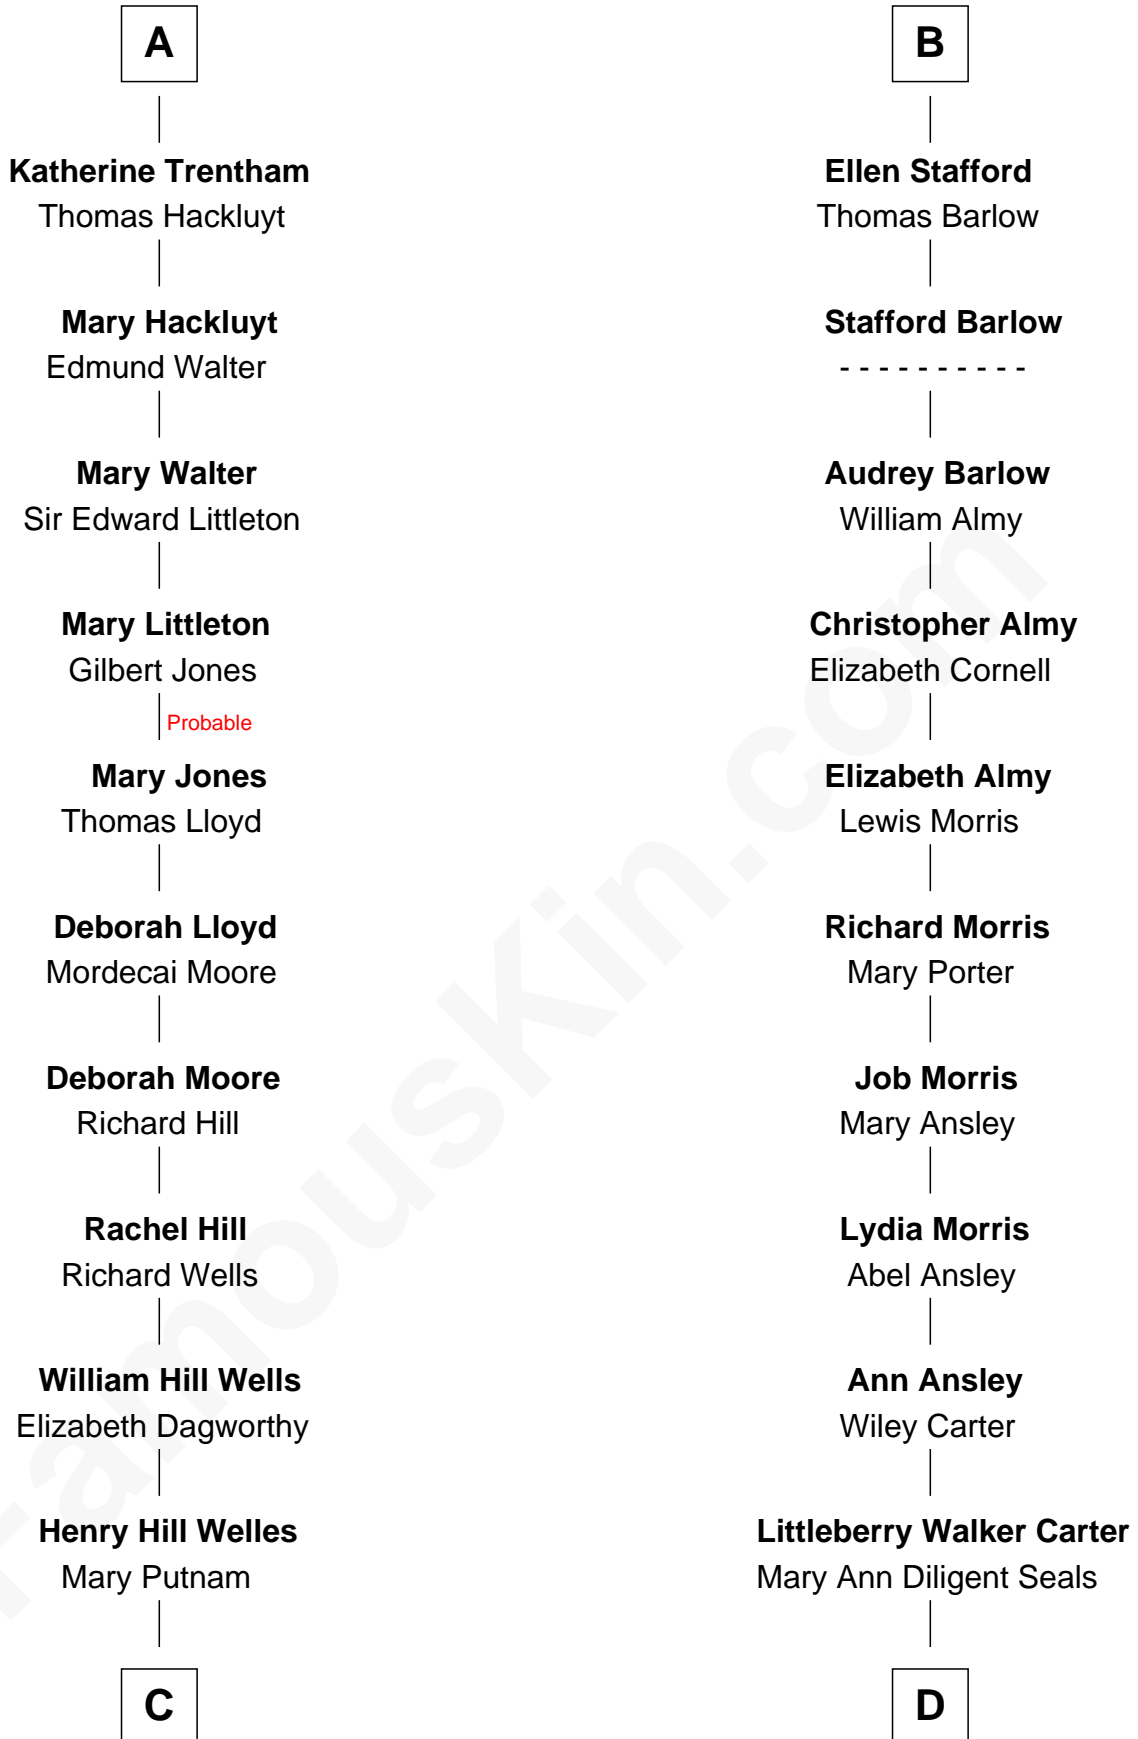 A
Katherine Trentham
Thomas Hackluyt
Mary Hackluyt
Edmund Walter
Mary Walter
Sir Edward Littleton
Mary Littleton
Gilbert Jones
Probable
Mary Jones
Thomas Lloyd
Deborah Lloyd
Mordecai Moore
Deborah Moore
Richard Hill
Rachel Hill
Richard Wells
William Hill Wells
Elizabeth Dagworthy
Henry Hill Welles
Mary Putnam
C
B
Ellen Stafford
Thomas Barlow
Stafford Barlow
- - - - - - - - - -
Audrey Barlow
William Almy
Christopher Almy
Elizabeth Cornell
Elizabeth Almy
Lewis Morris
Richard Morris
Mary Porter
Job Morris
Mary Ansley
Lydia Morris
Abel Ansley
Ann Ansley
Wiley Carter
Littleberry Walker Carter
Mary Ann Diligent Seals
D
FamousKin.com